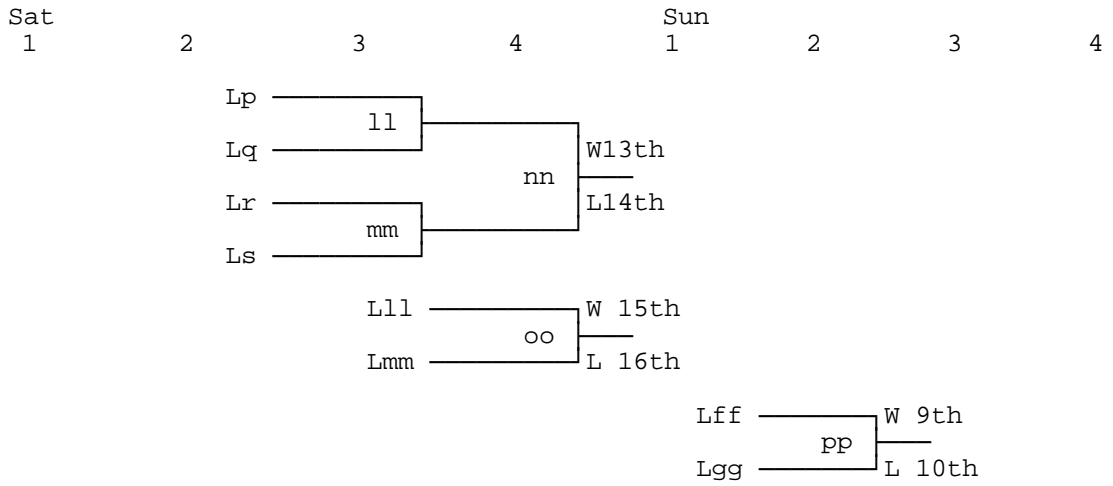 Sat Sun
1 2 3 4 1 2 3 4
Lp
ll
Lq W13th
nn
Lr L14th
mm
Ls
Lll W 15th
oo
Lmm L 16th
Lff W 9th
pp
Lgg L 10th